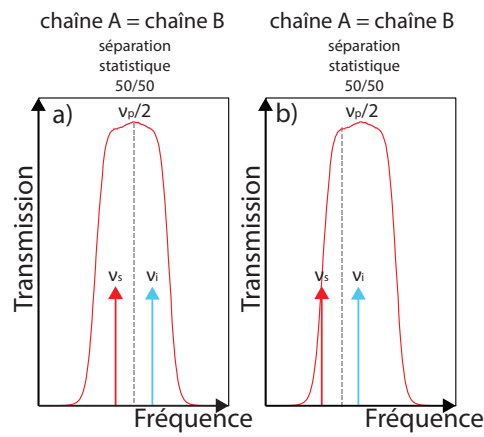 chaîne A = chaîne B
séparation
statistique
50/50
a)
νp/2
νs
νi
Transmission
Fréquence
chaîne A = chaîne B
séparation
statistique
50/50
b)
νp/2
νs
νi
Transmission
Fréquence